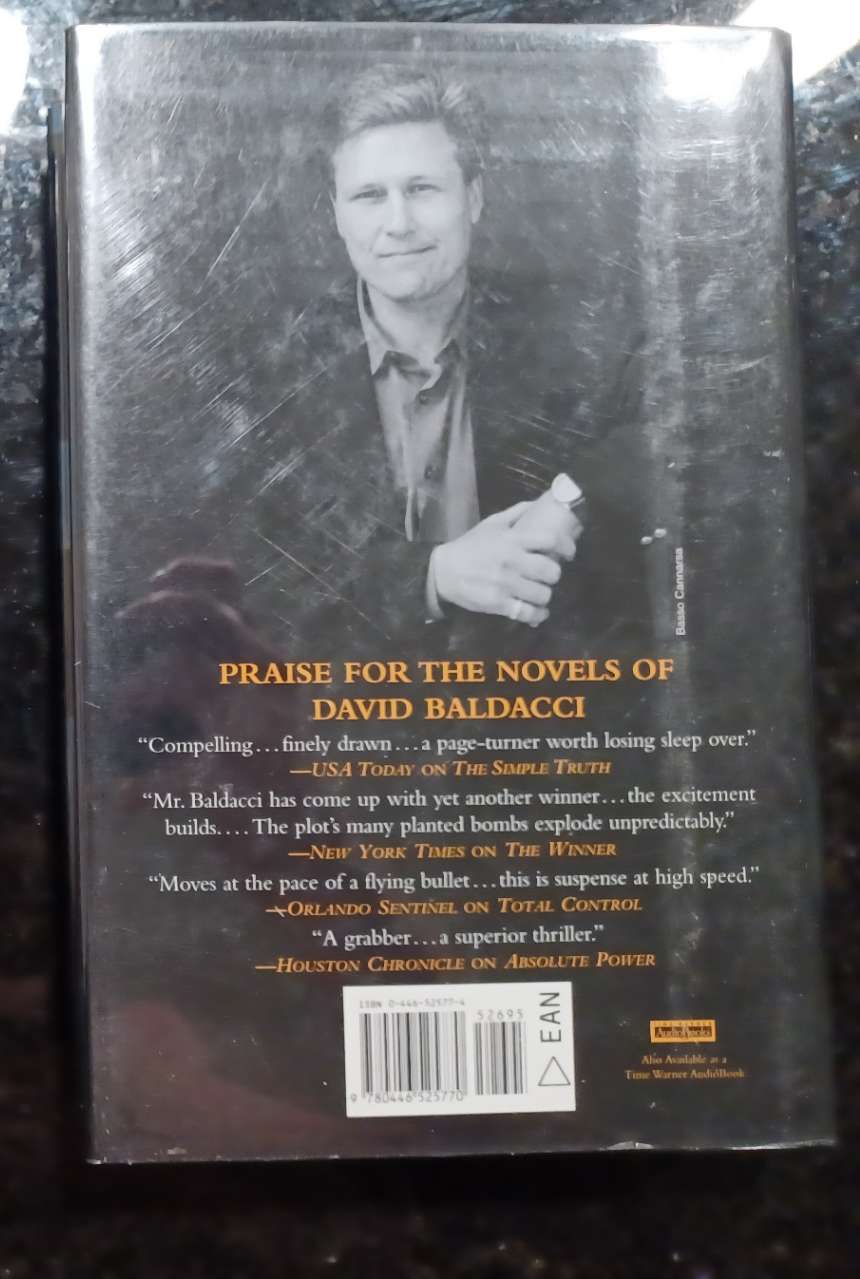 Basso Cannarsa
PRAISE FOR THE NOVELS OF
DAVID BALDACCI
“Compelling...finely drawn...a page-turner worth losing sleep over.”
—USA TODAY ON THE SIMPLE TRUTH
“Mr. Baldacci has come up with yet another winner...the excitement
builds.... The plot’s many planted bombs explode unpredictably.”
—NEW YORK TIMES ON THE WINNER
“Moves at the pace of a flying bullet...this is suspense at high speed.”
—ORLANDO SENTINEL ON TOTAL CONTROL
“A grabber...a superior thriller.”
—HOUSTON CHRONICLE ON ABSOLUTE POWER
ISBN 0-446-52577-4
52695
EAN
9 780446 525770
AudioBooks
Also Available as a
Time Warner AudioBook